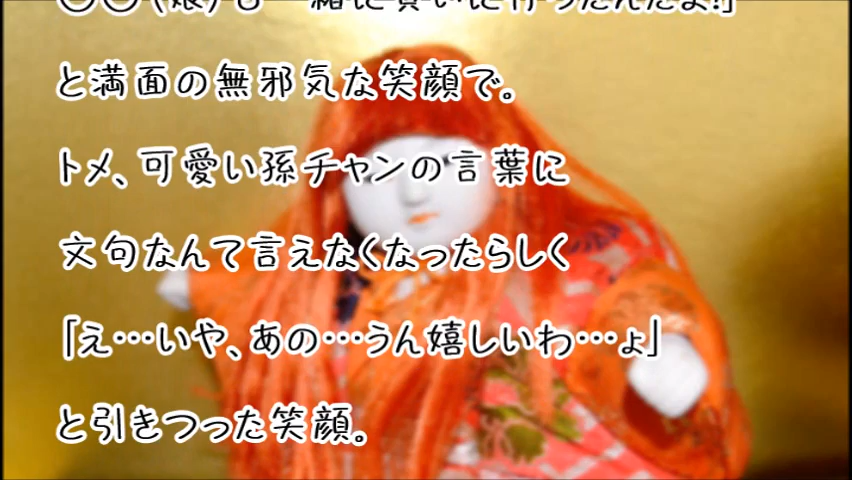 と満面の無邪気な笑顔で。
トメ、可愛い孫チャンの言葉に
文句なんて言えなくなったらしく
「え…いや、あの…うん嬉しいわ…ょ」
と引きつった笑顔。